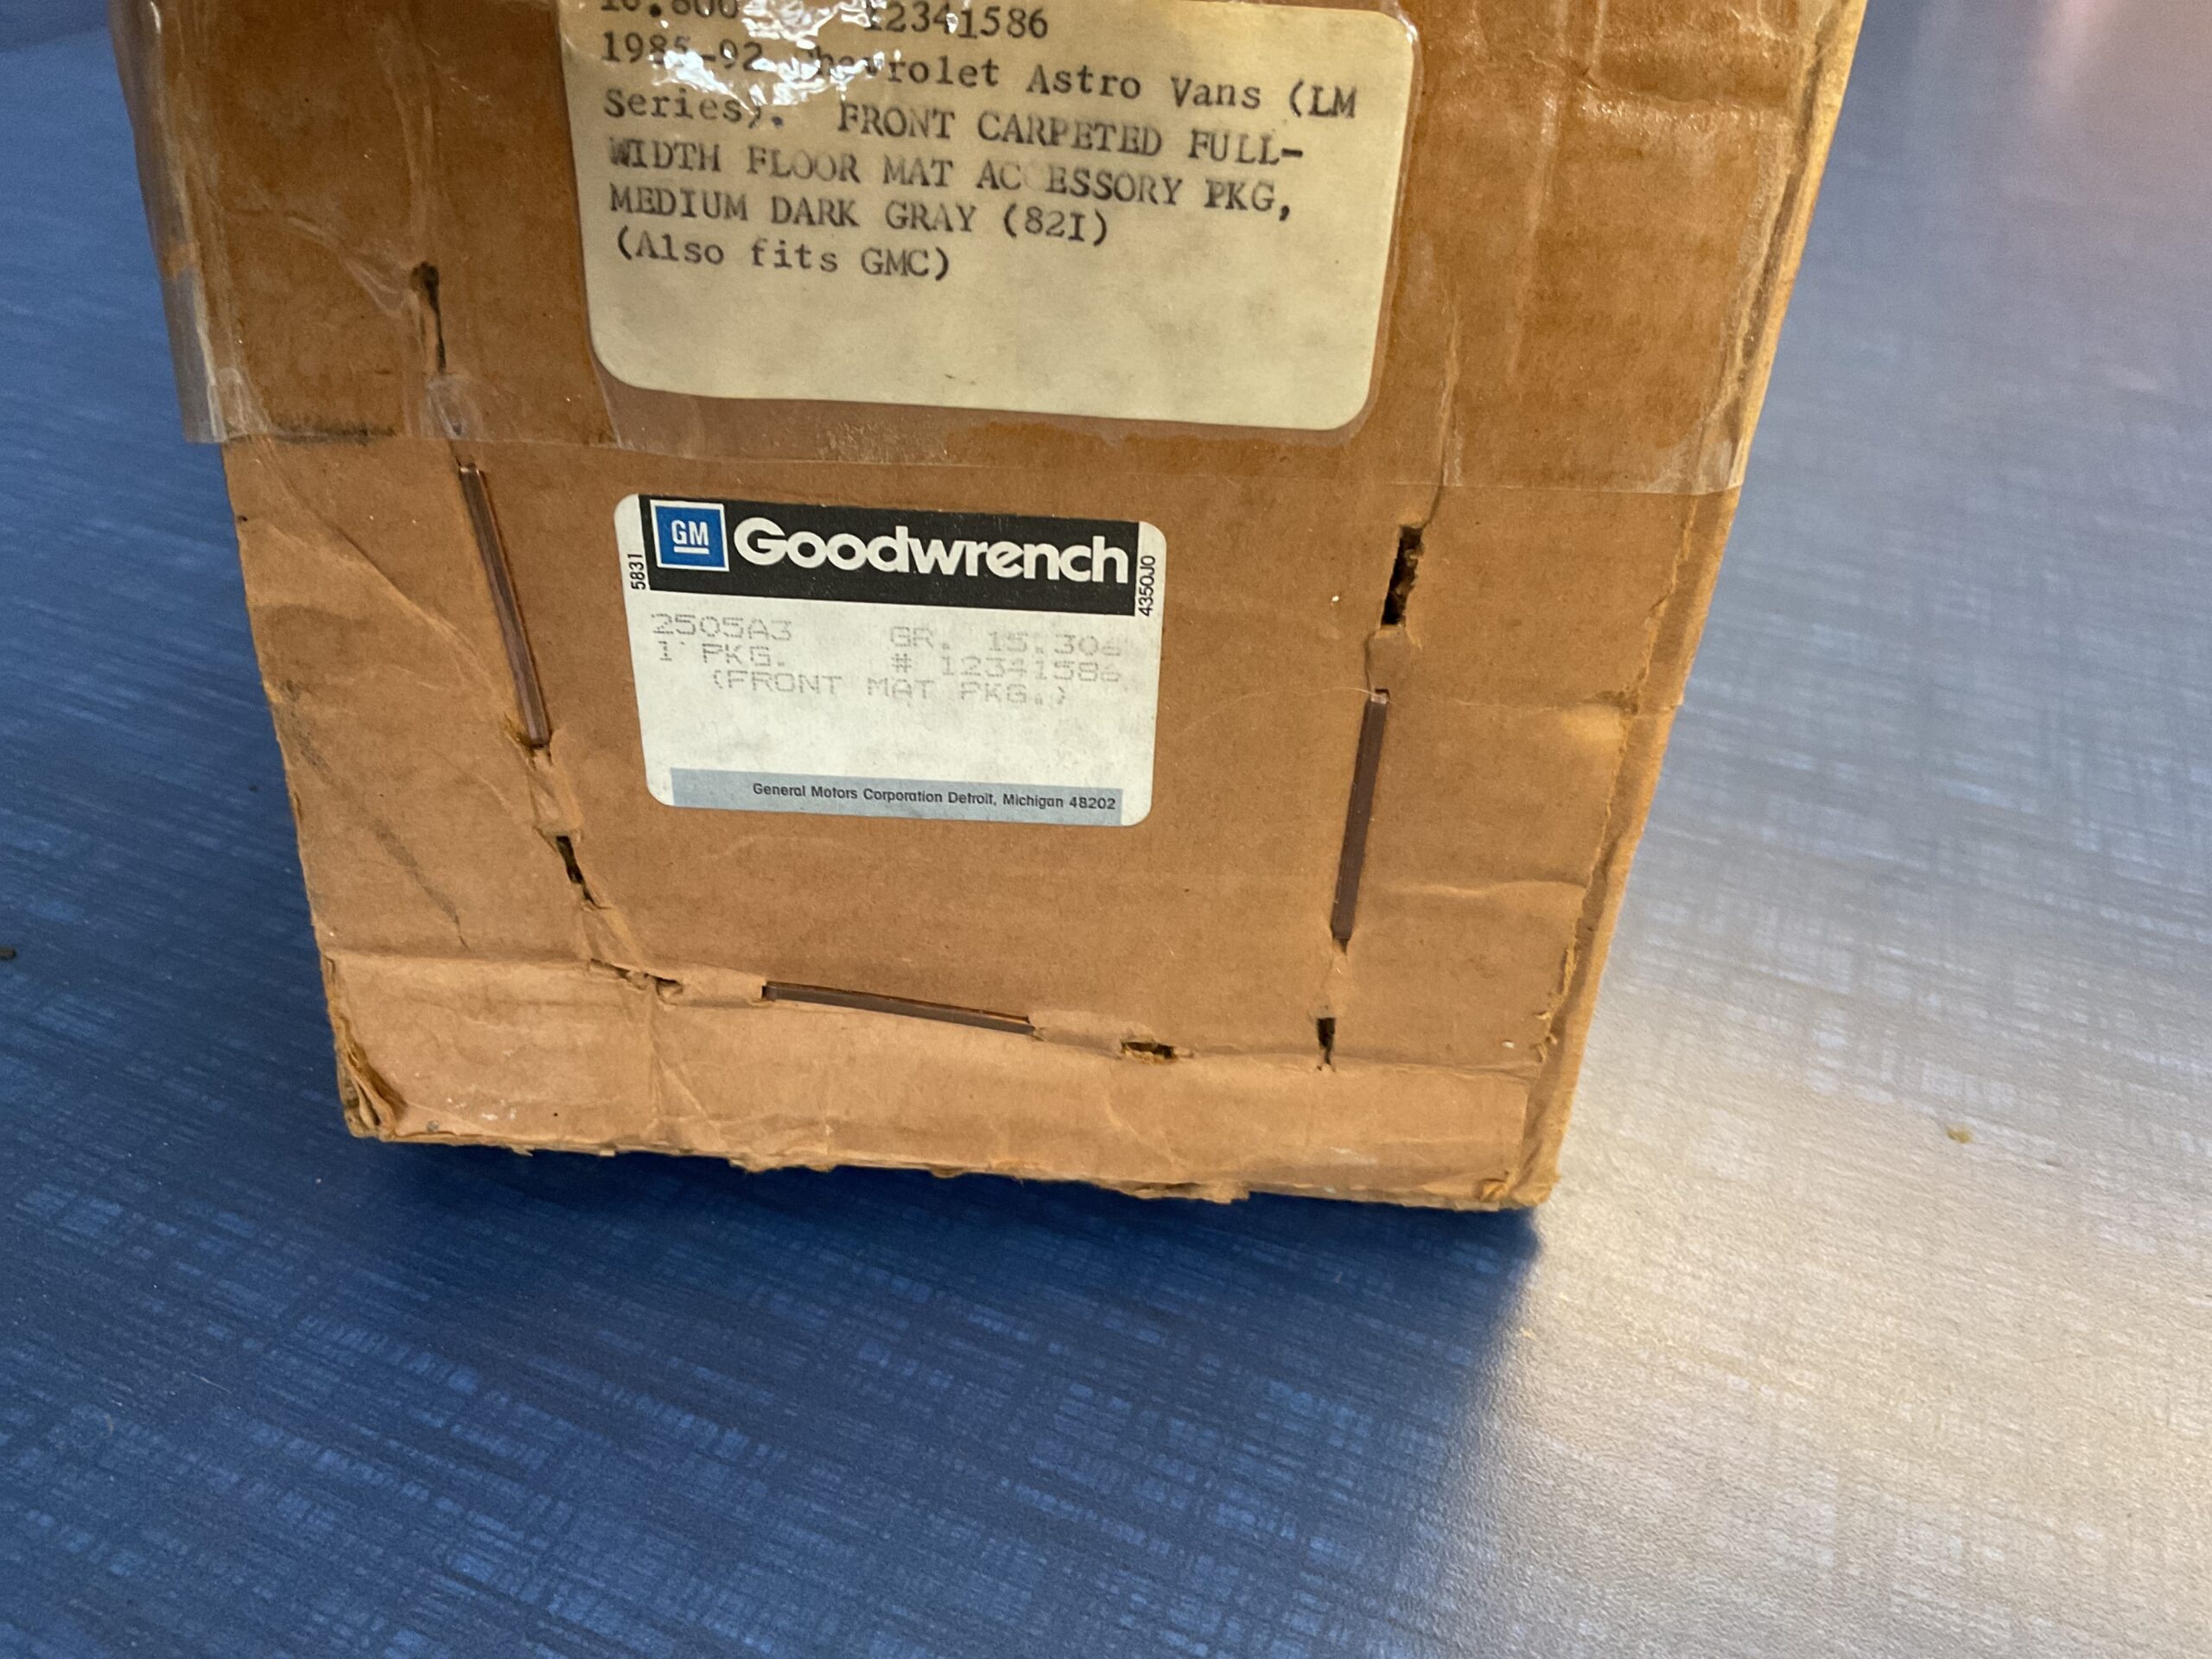 12341586
1985-92 Chevrolet Astro Vans (LM
Series). FRONT CARPETED FULL-
WIDTH FLOOR MAT AC ESSORY PKG,
MEDIUM DARK GRAY (82I)
(Also fits GMC)
5831
GM Goodwrench
4350J0
2505A3 GR. 15.306
1 PKG. # 12341586
(FRONT MAT PKG.)
General Motors Corporation Detroit, Michigan 48202